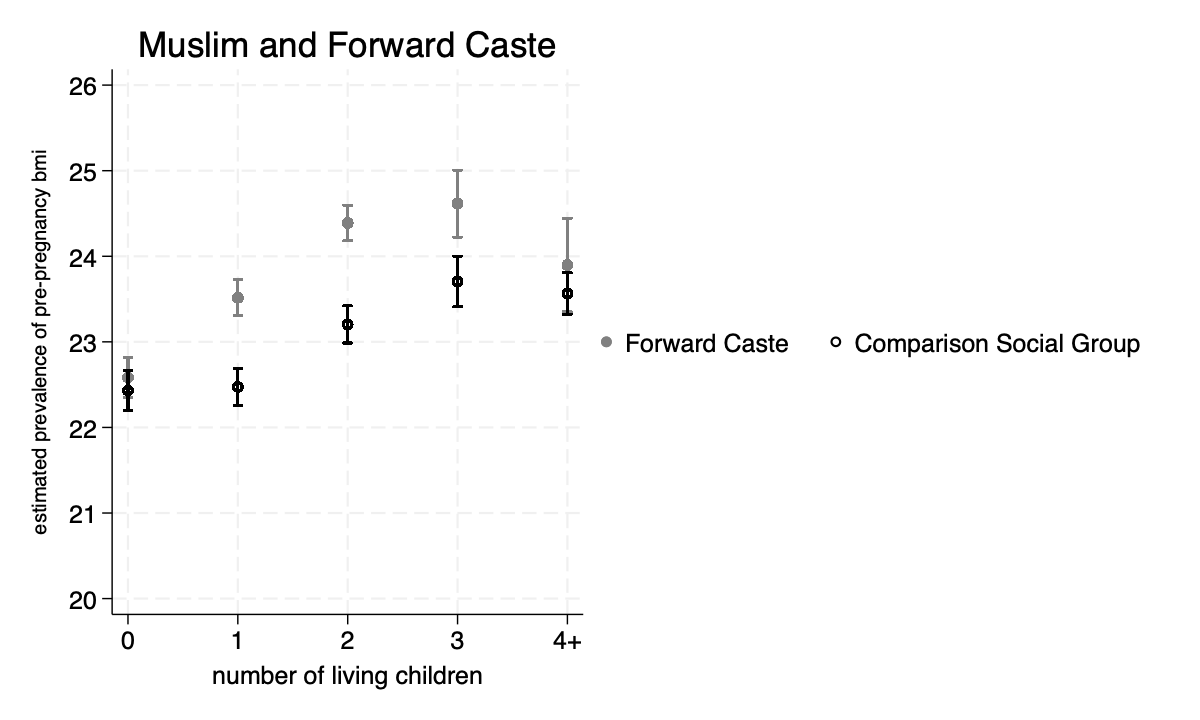 Muslim and Forward Caste
estimated prevalence of pre-pregnancy bmi
26
25
24
23
22
21
20
0 1 2 3 4+
number of living children
Forward Caste
Comparison Social Group